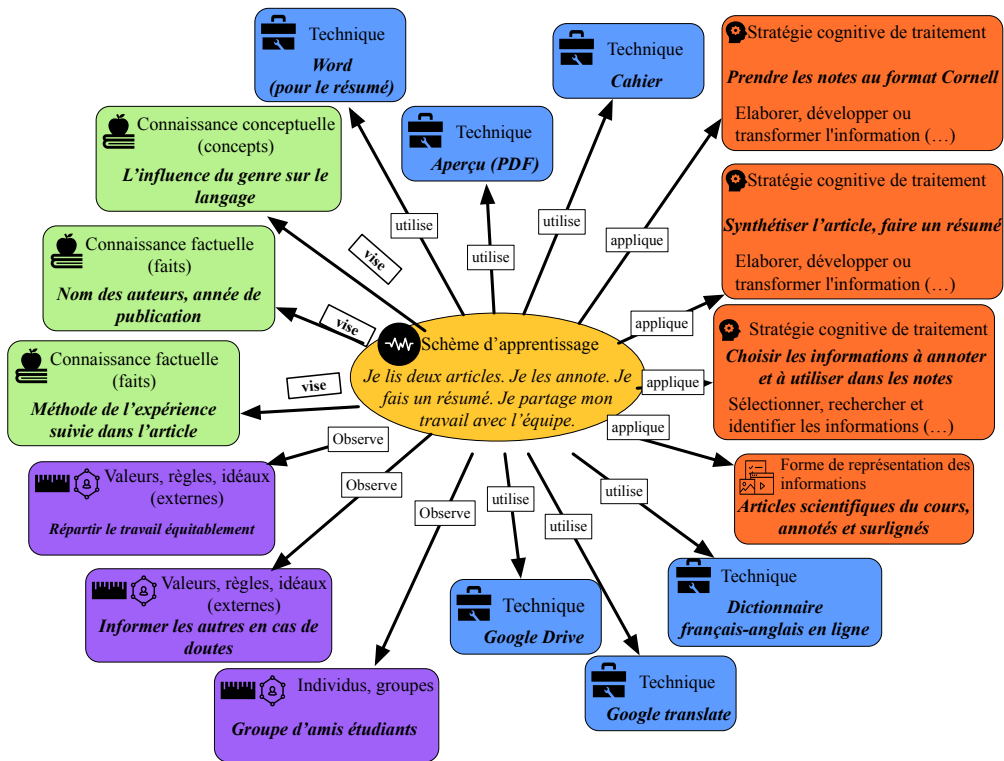 Technique
Word
(pour le résumé)
Technique
Cahier
Stratégie cognitive de traitement
Prendre les notes au format Cornell
Elaborer, développer ou
transformer l'information (…)
Connaissance conceptuelle
(concepts)
L'influence du genre sur le
langage
Technique
Aperçu (PDF)
Stratégie cognitive de traitement
Synthétiser l'article, faire un résumé
Elaborer, développer ou
transformer l'information (…)
Connaissance factuelle
(faits)
Nom des auteurs, année de
publication
utilise
utilise
utilise
applique
vise
vise
applique
Stratégie cognitive de traitement
Choisir les informations à annoter
et à utiliser dans les notes
Sélectionner, rechercher et
identifier les informations (…)
Connaissance factuelle
(faits)
Méthode de l'expérience
suivie dans l'article
vise
Schème d'apprentissage
Je lis deux articles. Je les annote. Je
fais un résumé. Je partage mon
travail avec l'équipe.
applique
applique
Observe
Observe
Observe
utilise
utilise
utilise
Valeurs, règles, idéaux
(externes)
Répartir le travail équitablement
Forme de représentation des
informations
Articles scientifiques du cours,
annotés et surlignés
Valeurs, règles, idéaux
(externes)
Informer les autres en cas de
doutes
Technique
Google Drive
Technique
Dictionnaire
français-anglais en ligne
Individus, groupes
Groupe d'amis étudiants
Technique
Google translate